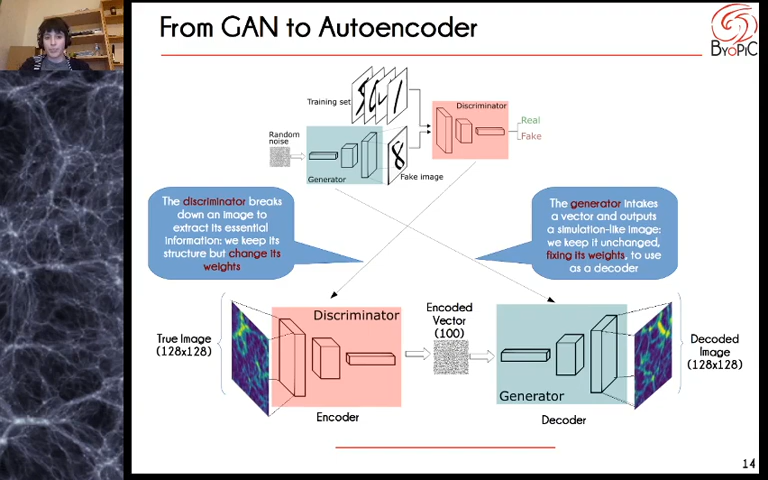 From GAN to Autoencoder
BYOPIC
Training set
Discriminator
Real
Fake
Random
noise
Generator
Fake image
The discriminator breaks
down an image to
extract its essential
information: we keep its
structure but change its
weights
The generator intakes
a vector and outputs
a simulation-like image:
we keep it unchanged,
fixing its weights, to use
as a decoder
True Image
(128x128)
Discriminator
Encoder
Encoded
Vector
(100)
Generator
Decoder
Decoded
Image
(128x128)
14